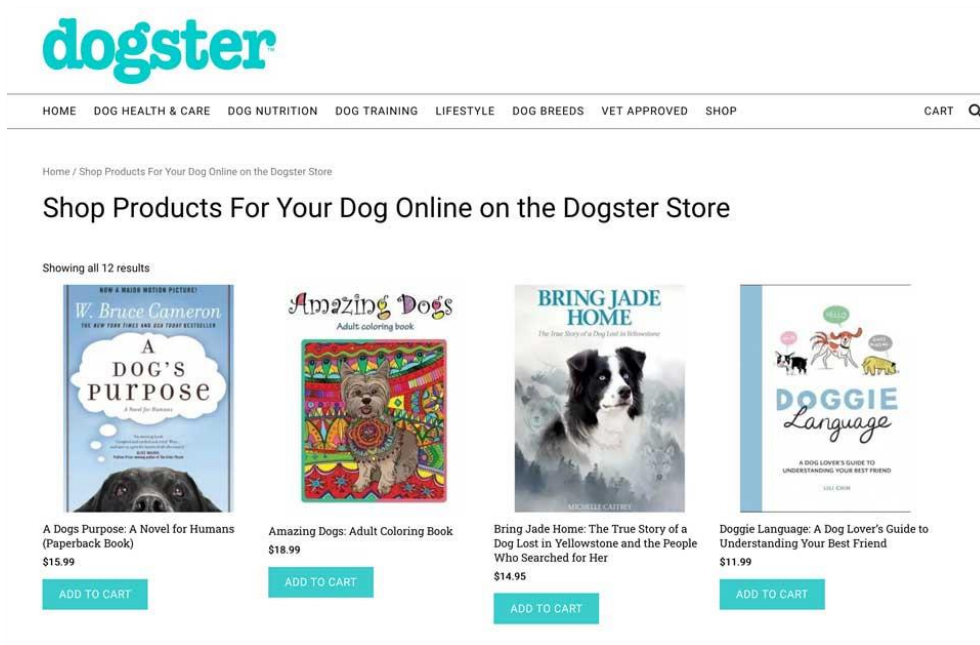 dogster™
HOME DOG HEALTH & CARE DOG NUTRITION DOG TRAINING LIFESTYLE DOG BREEDS VET APPROVED SHOP CART
Home / Shop Products For Your Dog Online on the Dogster Store
Shop Products For Your Dog Online on the Dogster Store
Showing all 12 results
NOW A MAJOR MOTION PICTURE!
W. Bruce Cameron
THE NEW YORK TIMES AND USA TODAY BESTSELLER
A
DOG'S
PURPOSE
A Novel for Humans
A Dogs Purpose: A Novel for Humans
(Paperback Book)
$15.99
ADD TO CART
Amazing Dogs
Adult coloring book
Amazing Dogs: Adult Coloring Book
$18.99
ADD TO CART
BRING JADE
HOME
The True Story of a Dog Lost in Yellowstone
MICHELLE CAFFREY
Bring Jade Home: The True Story of a
Dog Lost in Yellowstone and the People
Who Searched for Her
$14.95
ADD TO CART
HELLO
DOGGIE
Language
A DOG LOVER'S GUIDE TO
UNDERSTANDING YOUR BEST FRIEND
LILI CHIN
Doggie Language: A Dog Lover's Guide to
Understanding Your Best Friend
$11.99
ADD TO CART